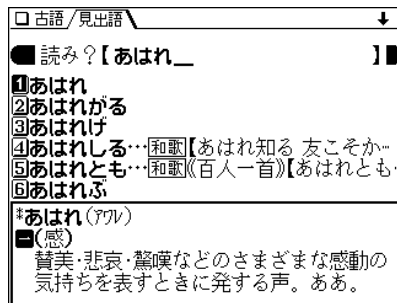 □ 古語/見出語
読み?【あはれ_ 】
1あはれ
2あはれがる
3あはれげ
4あはれしる…和歌【あはれ知る 友こそか…
5あはれとも…和歌《百人一首》【あはれとも…
6あはれぶ
*あはれ(アワレ)
一(感)
賛美・悲哀・驚嘆などのさまざまな感動の
気持ちを表すときに発する声。ああ。